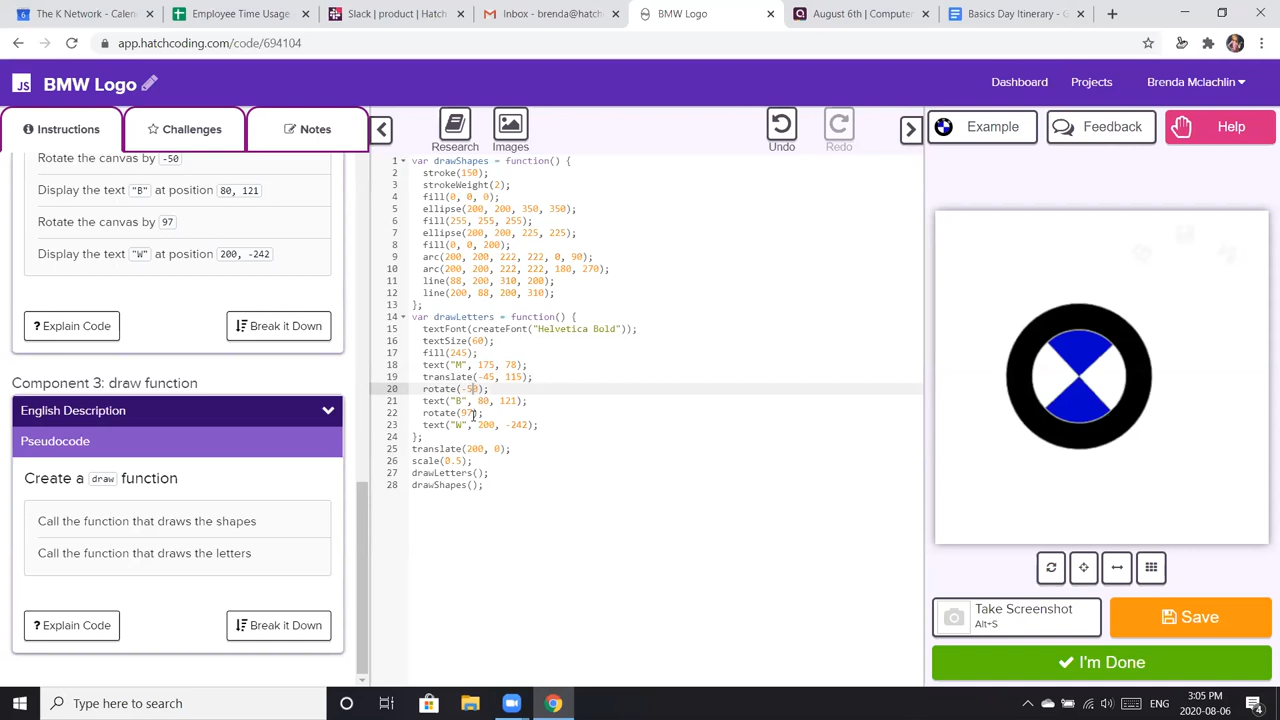 The K Network - Calen
Employee Time Usage
Slack | product | Hatch
Inbox - brenda@hatch
BMW Logo
August 6th | Computer
Basics Day Itinerary - G
app.hatchcoding.com/code/694104
JS BMW Logo
Dashboard Projects Brenda Mclachlin
Instructions Challenges Notes
Research Images Undo Redo
Example Feedback Help
Rotate the canvas by -50
Display the text "B" at position 80, 121
Rotate the canvas by 97
Display the text "W" at position 200, -242
? Explain Code Break it Down
Component 3: draw function
English Description
Pseudocode
Create a draw function
Call the function that draws the shapes
Call the function that draws the letters
? Explain Code Break it Down
1 var drawShapes = function() {
2 stroke(150);
3 strokeWeight(2);
4 fill(0, 0, 0);
5 ellipse(200, 200, 350, 350);
6 fill(255, 255, 255);
7 ellipse(200, 200, 225, 225);
8 fill(0, 0, 200);
9 arc(200, 200, 222, 222, 0, 90);
10 arc(200, 200, 222, 222, 180, 270);
11 line(88, 200, 310, 200);
12 line(200, 88, 200, 310);
13 };
14 var drawLetters = function() {
15 textFont(createFont("Helvetica Bold"));
16 textSize(60);
17 fill(245);
18 text("M", 175, 78);
19 translate(-45, 115);
20 rotate(-50);
21 text("B", 80, 121);
22 rotate(97);
23 text("W", 200, -242);
24 };
25 translate(200, 0);
26 scale(0.5);
27 drawLetters();
28 drawShapes();
Take Screenshot
Alt+S
Save
I'm Done
Type here to search
ENG
3:05 PM
2020-08-06
4